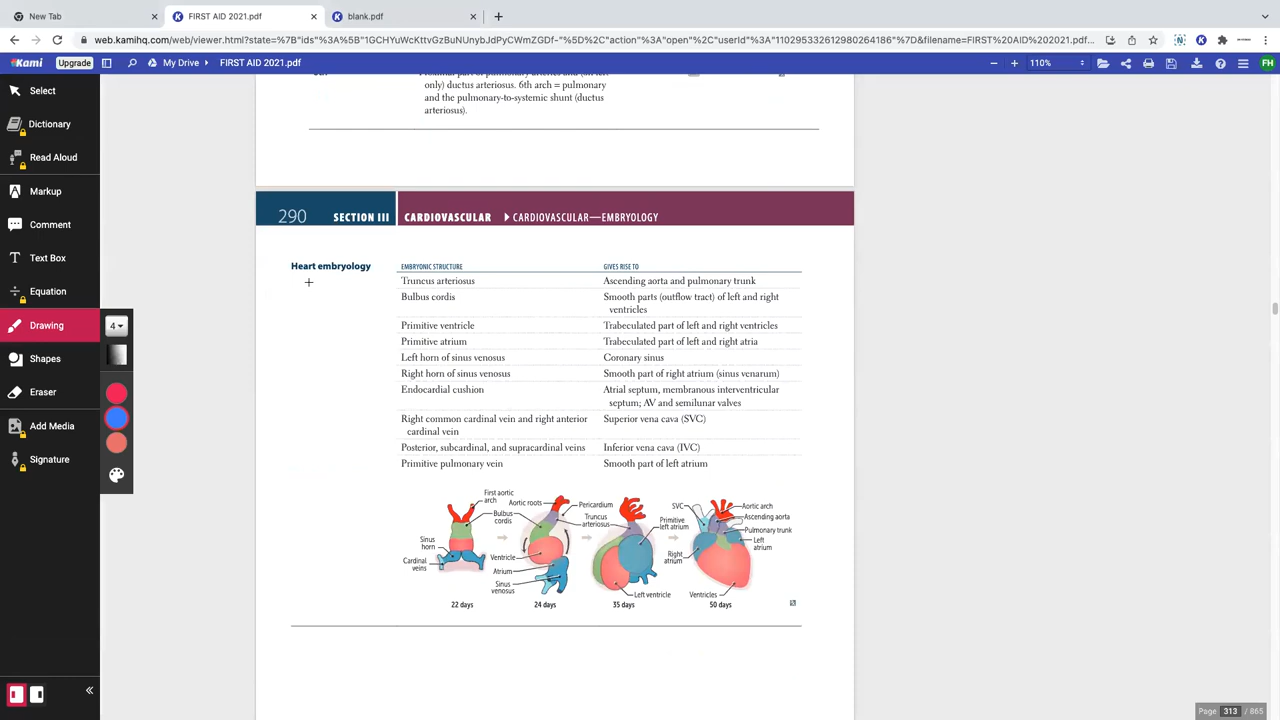 New Tab
FIRST AID 2021.pdf
blank.pdf
web.kamihq.com/web/viewer.html?state=%7B"ids"%3A%5B"1GCHYuWcKttvGzBuNUnybJdPyCWmZGDf-"%5D%2C"action"%3A"open"%2C"userId"%3A"110295332612980264186"%7D&filename=FIRST%20AID%202021.pdf...
Kami
Upgrade
My Drive
FIRST AID 2021.pdf
110%
FH
Select
Dictionary
Read Aloud
Markup
Comment
Text Box
Equation
Drawing
Shapes
Eraser
Add Media
Signature
4
only) ductus arteriosus. 6th arch = pulmonary
and the pulmonary-to-systemic shunt (ductus
arteriosus).
290 SECTION III CARDIOVASCULAR CARDIOVASCULAR—EMBRYOLOGY
Heart embryology
EMBRYONIC STRUCTURE GIVES RISE TO
Truncus arteriosus Ascending aorta and pulmonary trunk
Bulbus cordis Smooth parts (outflow tract) of left and right
ventricles
Primitive ventricle Trabeculated part of left and right ventricles
Primitive atrium Trabeculated part of left and right atria
Left horn of sinus venosus Coronary sinus
Right horn of sinus venosus Smooth part of right atrium (sinus venarum)
Endocardial cushion Atrial septum, membranous interventricular
septum; AV and semilunar valves
Right common cardinal vein and right anterior Superior vena cava (SVC)
cardinal vein
Posterior, subcardinal, and supracardinal veins Inferior vena cava (IVC)
Primitive pulmonary vein Smooth part of left atrium
First aortic
arch
Bulbus
cordis
Sinus
horn
Cardinal
veins
22 days
Aortic roots
Pericardium
Ventricle
Atrium
Sinus
venosus
24 days
Truncus
arteriosus
Primitive
left atrium
Left ventricle
35 days
SVC
Aortic arch
Ascending aorta
Pulmonary trunk
Left
atrium
Right
atrium
Ventricles
50 days
Page 313 / 865